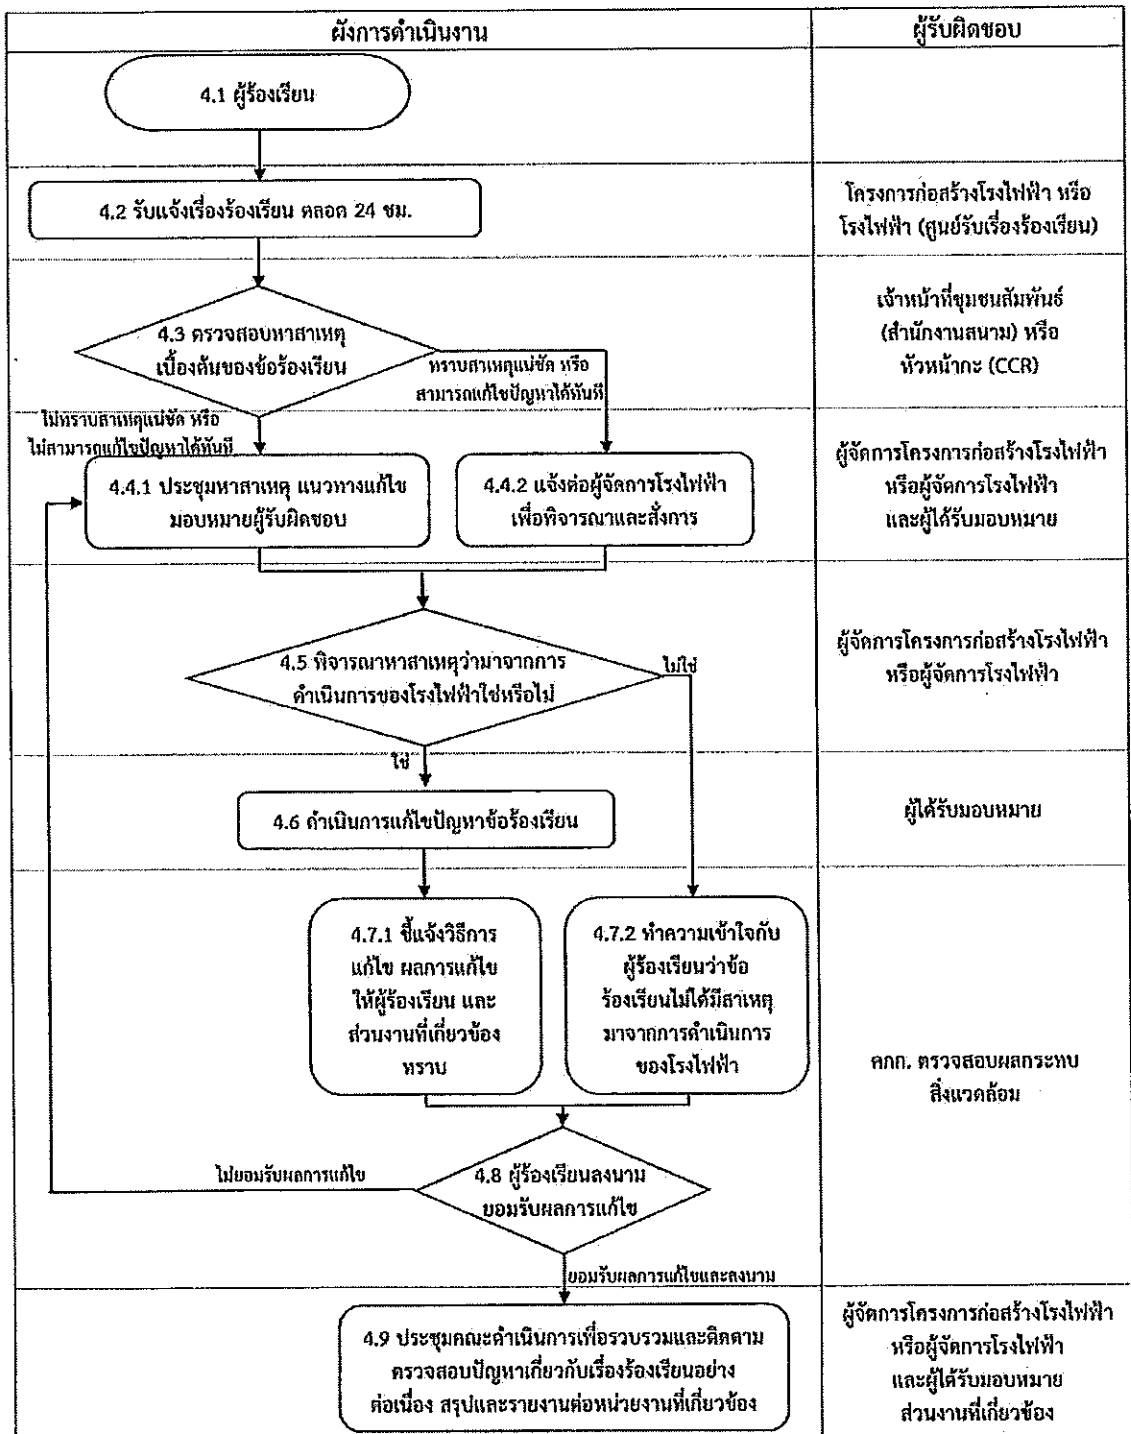 ผังการดำเนินงาน
ผู้รับผิดชอบ
4.1 ผู้ร้องเรียน
4.2 รับแจ้งเรื่องร้องเรียน ตลอด 24 ชม.
โครงการก่อสร้างโรงไฟฟ้า หรือ
โรงไฟฟ้า (ศูนย์รับเรื่องร้องเรียน)
4.3 ตรวจสอบหาสาเหตุ
เบื้องต้นของข้อร้องเรียน
เจ้าหน้าที่ชุมชนสัมพันธ์
(สำนักงานสนาม) หรือ
หัวหน้ากะ (CCR)
ทราบสาเหตุแน่ชัด หรือ
สามารถแก้ไขปัญหาได้ทันที
ไม่ทราบสาเหตุแน่ชัด หรือ
ไม่สามารถแก้ไขปัญหาได้ทันที
4.4.1 ประชุมหาสาเหตุ แนวทางแก้ไข
มอบหมายผู้รับผิดชอบ
4.4.2 แจ้งต่อผู้จัดการโรงไฟฟ้า
เพื่อพิจารณาและสั่งการ
ผู้จัดการโครงการก่อสร้างโรงไฟฟ้า
หรือผู้จัดการโรงไฟฟ้า
และผู้ได้รับมอบหมาย
4.5 พิจารณาหาสาเหตุว่ามาจากการ
ดำเนินการของโรงไฟฟ้าใช่หรือไม่
ไม่ใช่
ผู้จัดการโครงการก่อสร้างโรงไฟฟ้า
หรือผู้จัดการโรงไฟฟ้า
ใช่
4.6 ดำเนินการแก้ไขปัญหาข้อร้องเรียน
ผู้ได้รับมอบหมาย
4.7.1 ชี้แจ้งวิธีการ
แก้ไข ผลการแก้ไข
ให้ผู้ร้องเรียน และ
ส่วนงานที่เกี่ยวข้อง
ทราบ
4.7.2 ทำความเข้าใจกับ
ผู้ร้องเรียนว่าข้อ
ร้องเรียนไม่ได้มีสาเหตุ
มาจากการดำเนินการ
ของโรงไฟฟ้า
คกก. ตรวจสอบผลกระทบ
สิ่งแวดล้อม
ไม่ยอมรับผลการแก้ไข
4.8 ผู้ร้องเรียนลงนาม
ยอมรับผลการแก้ไข
ยอมรับผลการแก้ไขและลงนาม
4.9 ประชุมคณะดำเนินการเพื่อรวบรวมและติดตาม
ตรวจสอบปัญหาเกี่ยวกับเรื่องร้องเรียนอย่าง
ต่อเนื่อง สรุปและรายงานต่อหน่วยงานที่เกี่ยวข้อง
ผู้จัดการโครงการก่อสร้างโรงไฟฟ้า
หรือผู้จัดการโรงไฟฟ้า
และผู้ได้รับมอบหมาย
ส่วนงานที่เกี่ยวข้อง